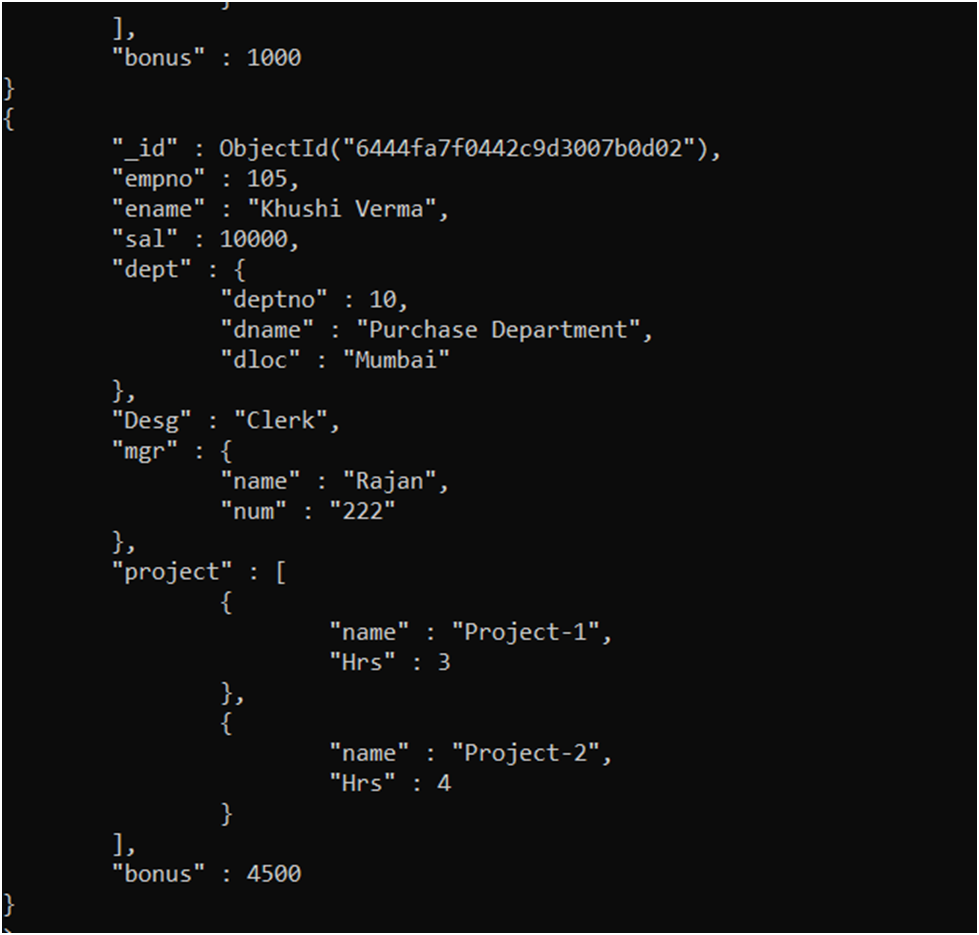 }
],
"bonus" : 1000
}
{
"_id" : ObjectId("6444fa7f0442c9d3007b0d02"),
"empno" : 105,
"ename" : "Khushi Verma",
"sal" : 10000,
"dept" : {
"deptno" : 10,
"dname" : "Purchase Department",
"dloc" : "Mumbai"
},
"Desg" : "Clerk",
"mgr" : {
"name" : "Rajan",
"num" : "222"
},
"project" : [
{
"name" : "Project-1",
"Hrs" : 3
},
{
"name" : "Project-2",
"Hrs" : 4
}
],
"bonus" : 4500
}